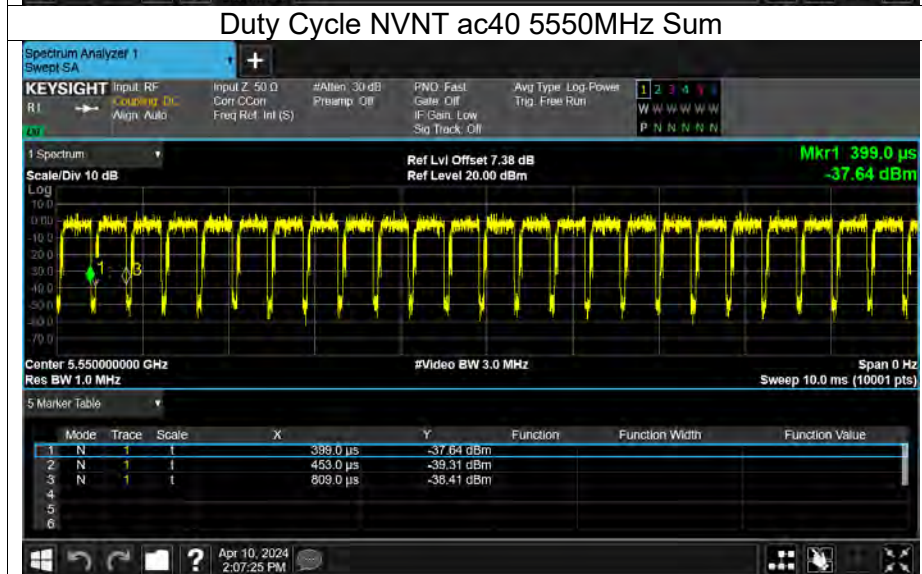 Duty Cycle NVNT ac40 5550MHz Sum
Spectrum Analyzer 1
Swept SA
+
KEYSIGHT Input: RF Input Z: 50 Ω #Atten: 30 dB PNO: Fast Avg Type: Log-Power 1 2 3 4 5 6
Coupling: DC Corr CCorr Preamp: Off Gate: Off Trig: Free Run W W W W W W
Align: Auto Freq Ref: Int (S) IF Gain: Low
Sig Track: Off P N N N N N
1 Spectrum
Ref Lvl Offset 7.38 dB Mkr1 399.0 µs
Scale/Div 10 dB Ref Level 20.00 dBm -37.64 dBm
Log
10.0
0.00
-10.0
-20.0
-30.0
-40.0
-50.0
-60.0
-70.0
1 3
Center 5.550000000 GHz #Video BW 3.0 MHz Span 0 Hz
Res BW 1.0 MHz Sweep 10.0 ms (10001 pts)
5 Marker Table
Mode Trace Scale X Y Function Function Width Function Value
1 N 1 t 399.0 µs -37.64 dBm
2 N 1 t 453.0 µs -39.31 dBm
3 N 1 t 809.0 µs -38.41 dBm
4
5
6
? Apr 10, 2024
2:07:25 PM